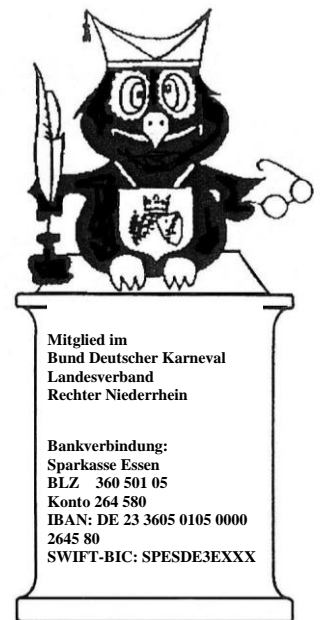 Mitglied im
Bund Deutscher Karneval
Landesverband
Rechter Niederrhein
Bankverbindung:
Sparkasse Essen
BLZ 360 501 05
Konto 264 580
IBAN: DE 23 3605 0105 0000
2645 80
SWIFT-BIC: SPESDE3EXXX